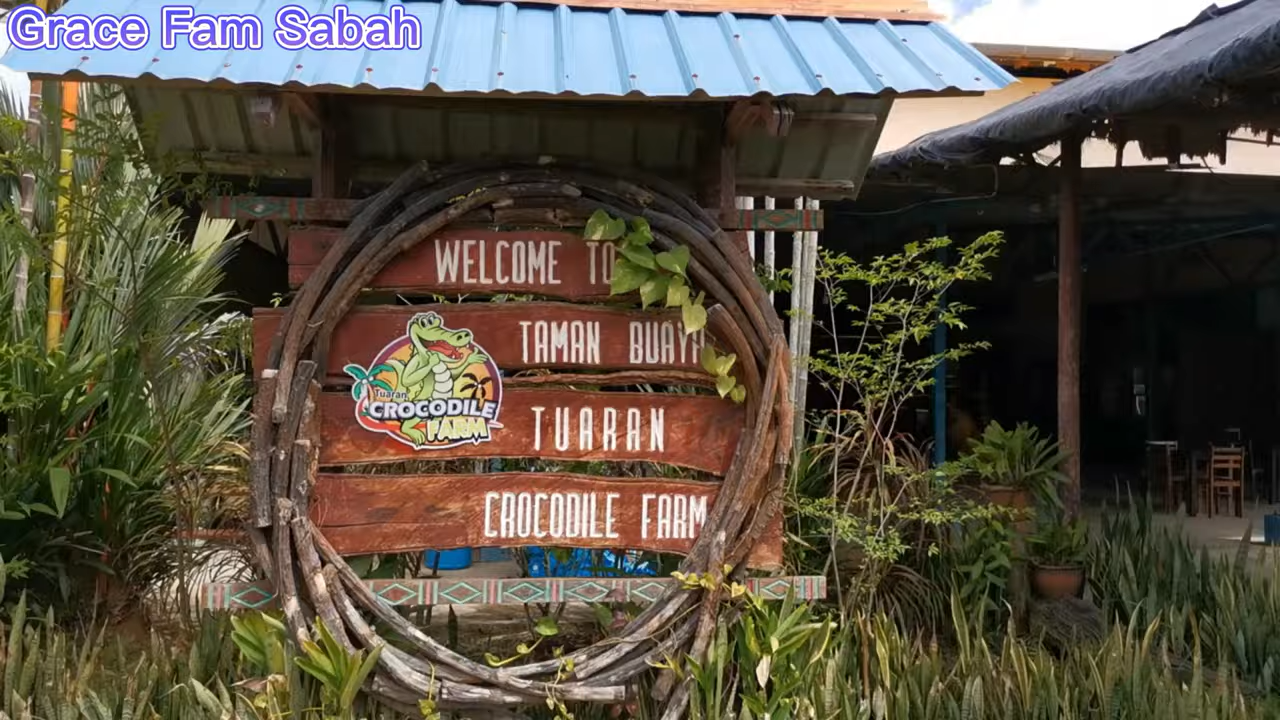 Grace Fam Sabah
WELCOME TO
TAMAN BUAYA
TUARAN
CROCODILE FARM
Tuaran
CROCODILE
FARM